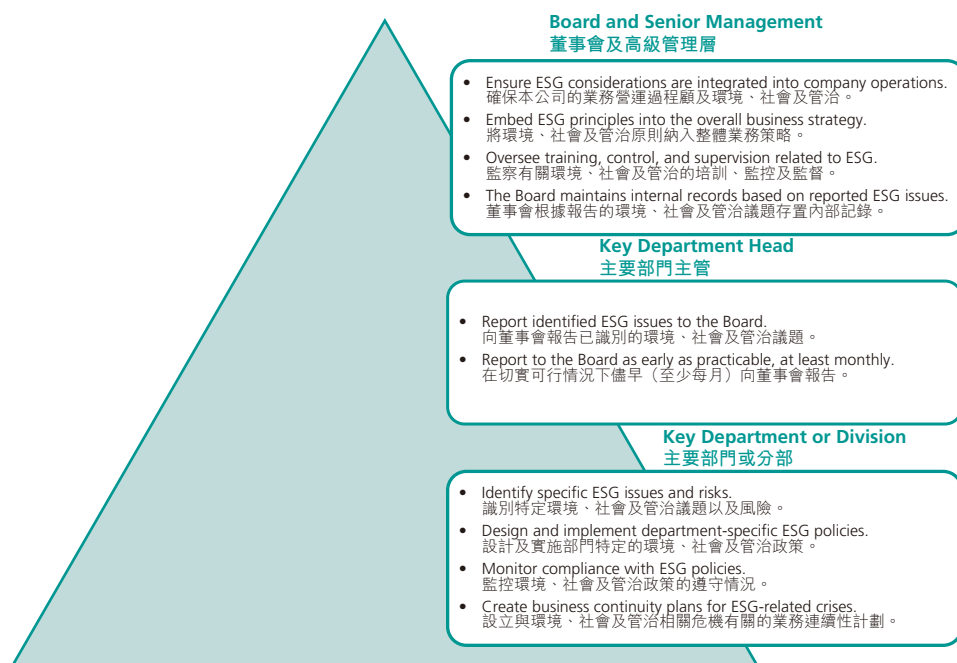 Board and Senior Management
董事會及高級管理層
• Ensure ESG considerations are integrated into company operations.
確保本公司的業務營運過程顧及環境、社會及管治。
• Embed ESG principles into the overall business strategy.
將環境、社會及管治原則納入整體業務策略。
• Oversee training, control, and supervision related to ESG.
監察有關環境、社會及管治的培訓、監控及監督。
• The Board maintains internal records based on reported ESG issues.
董事會根據報告的環境、社會及管治議題存置內部記錄。
Key Department Head
主要部門主管
• Report identified ESG issues to the Board.
向董事會報告已識別的環境、社會及管治議題。
• Report to the Board as early as practicable, at least monthly.
在切實可行情況下儘早（至少每月）向董事會報告。
Key Department or Division
主要部門或分部
• Identify specific ESG issues and risks.
識別特定環境、社會及管治議題以及風險。
• Design and implement department-specific ESG policies.
設計及實施部門特定的環境、社會及管治政策。
• Monitor compliance with ESG policies.
監控環境、社會及管治政策的遵守情況。
• Create business continuity plans for ESG-related crises.
設立與環境、社會及管治相關危機有關的業務連續性計劃。